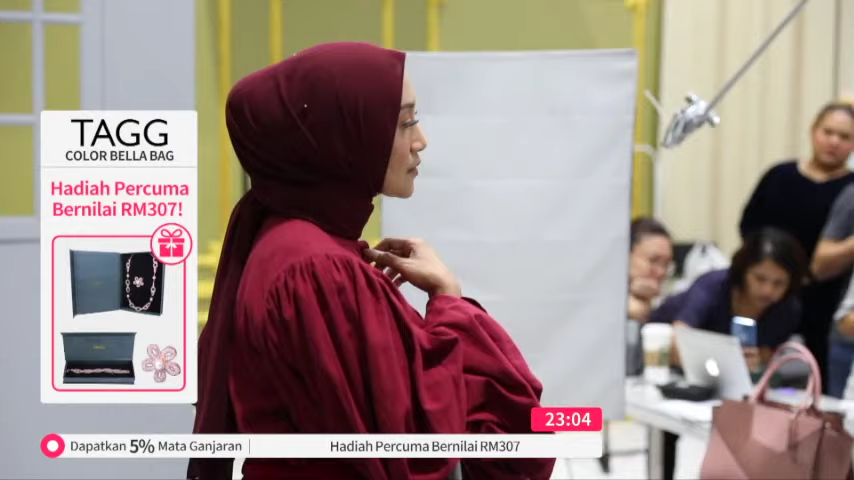 TAGG
COLOR BELLA BAG
Hadiah Percuma
Bernilai RM307!
23:04
Dapatkan 5% Mata Ganjaran
Hadiah Percuma Bernilai RM307